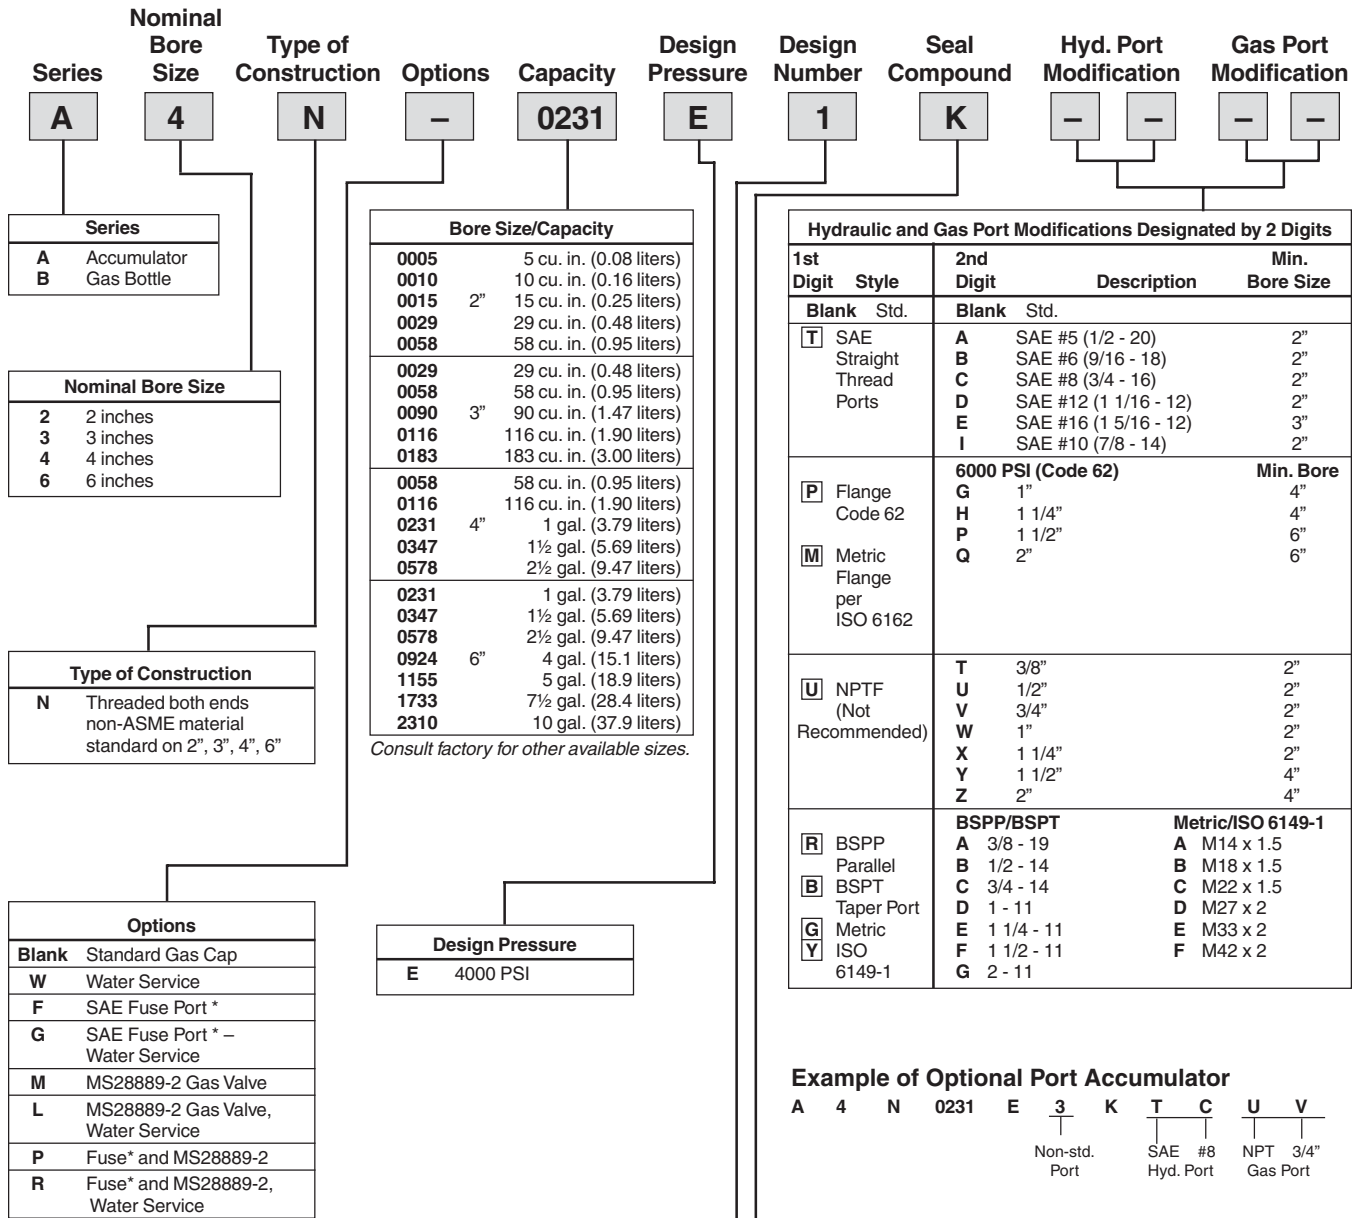 Series Nominal Bore Size Type of Construction Options Capacity Design Pressure Design Number Seal Compound Hyd. Port Modification Gas Port Modification
A 4 N – 0231 E 1 K – – – –
Series
A Accumulator
B Gas Bottle
Nominal Bore Size
2 2 inches
3 3 inches
4 4 inches
6 6 inches
Type of Construction
N Threaded both ends
non-ASME material
standard on 2”, 3”, 4”, 6”
Options
Blank Standard Gas Cap
W Water Service
F SAE Fuse Port *
G SAE Fuse Port * –
Water Service
M MS28889-2 Gas Valve
L MS28889-2 Gas Valve,
Water Service
P Fuse* and MS28889-2
R Fuse* and MS28889-2,
Water Service
Bore Size/Capacity
0005 5 cu. in. (0.08 liters)
0010 10 cu. in. (0.16 liters)
0015 2” 15 cu. in. (0.25 liters)
0029 29 cu. in. (0.48 liters)
0058 58 cu. in. (0.95 liters)
0029 29 cu. in. (0.48 liters)
0058 58 cu. in. (0.95 liters)
0090 3” 90 cu. in. (1.47 liters)
0116 116 cu. in. (1.90 liters)
0183 183 cu. in. (3.00 liters)
0058 58 cu. in. (0.95 liters)
0116 116 cu. in. (1.90 liters)
0231 4” 1 gal. (3.79 liters)
0347 1½ gal. (5.69 liters)
0578 2½ gal. (9.47 liters)
0231 1 gal. (3.79 liters)
0347 1½ gal. (5.69 liters)
0578 2½ gal. (9.47 liters)
0924 6” 4 gal. (15.1 liters)
1155 5 gal. (18.9 liters)
1733 7½ gal. (28.4 liters)
2310 10 gal. (37.9 liters)
Consult factory for other available sizes.
Design Pressure
E 4000 PSI
Hydraulic and Gas Port Modifications Designated by 2 Digits
1st 2nd Min.
Digit Style Digit Description Bore Size
Blank Std. Blank Std.
T SAE A SAE #5 (1/2 - 20) 2”
Straight B SAE #6 (9/16 - 18) 2”
Thread C SAE #8 (3/4 - 16) 2”
Ports D SAE #12 (1 1/16 - 12) 2”
E SAE #16 (1 5/16 - 12) 3”
I SAE #10 (7/8 - 14) 2”
6000 PSI (Code 62) Min. Bore
P Flange G 1” 4”
Code 62 H 1 1/4” 4”
P 1 1/2” 6”
M Metric Q 2” 6”
Flange
per
ISO 6162
T 3/8” 2”
U NPTF U 1/2” 2”
(Not V 3/4” 2”
Recommended) W 1” 2”
X 1 1/4” 2”
Y 1 1/2” 4”
Z 2” 4”
BSPP/BSPT Metric/ISO 6149-1
R BSPP A 3/8 - 19 A M14 x 1.5
Parallel B 1/2 - 14 B M18 x 1.5
B BSPT C 3/4 - 14 C M22 x 1.5
Taper Port D 1 - 11 D M27 x 2
G Metric E 1 1/4 - 11 E M33 x 2
Y ISO F 1 1/2 - 11 F M42 x 2
6149-1 G 2 - 11
Example of Optional Port Accumulator
A 4 N 0231 E 3 K T C U V
Non-std. SAE #8 NPT 3/4”
Port Hyd. Port Gas Port